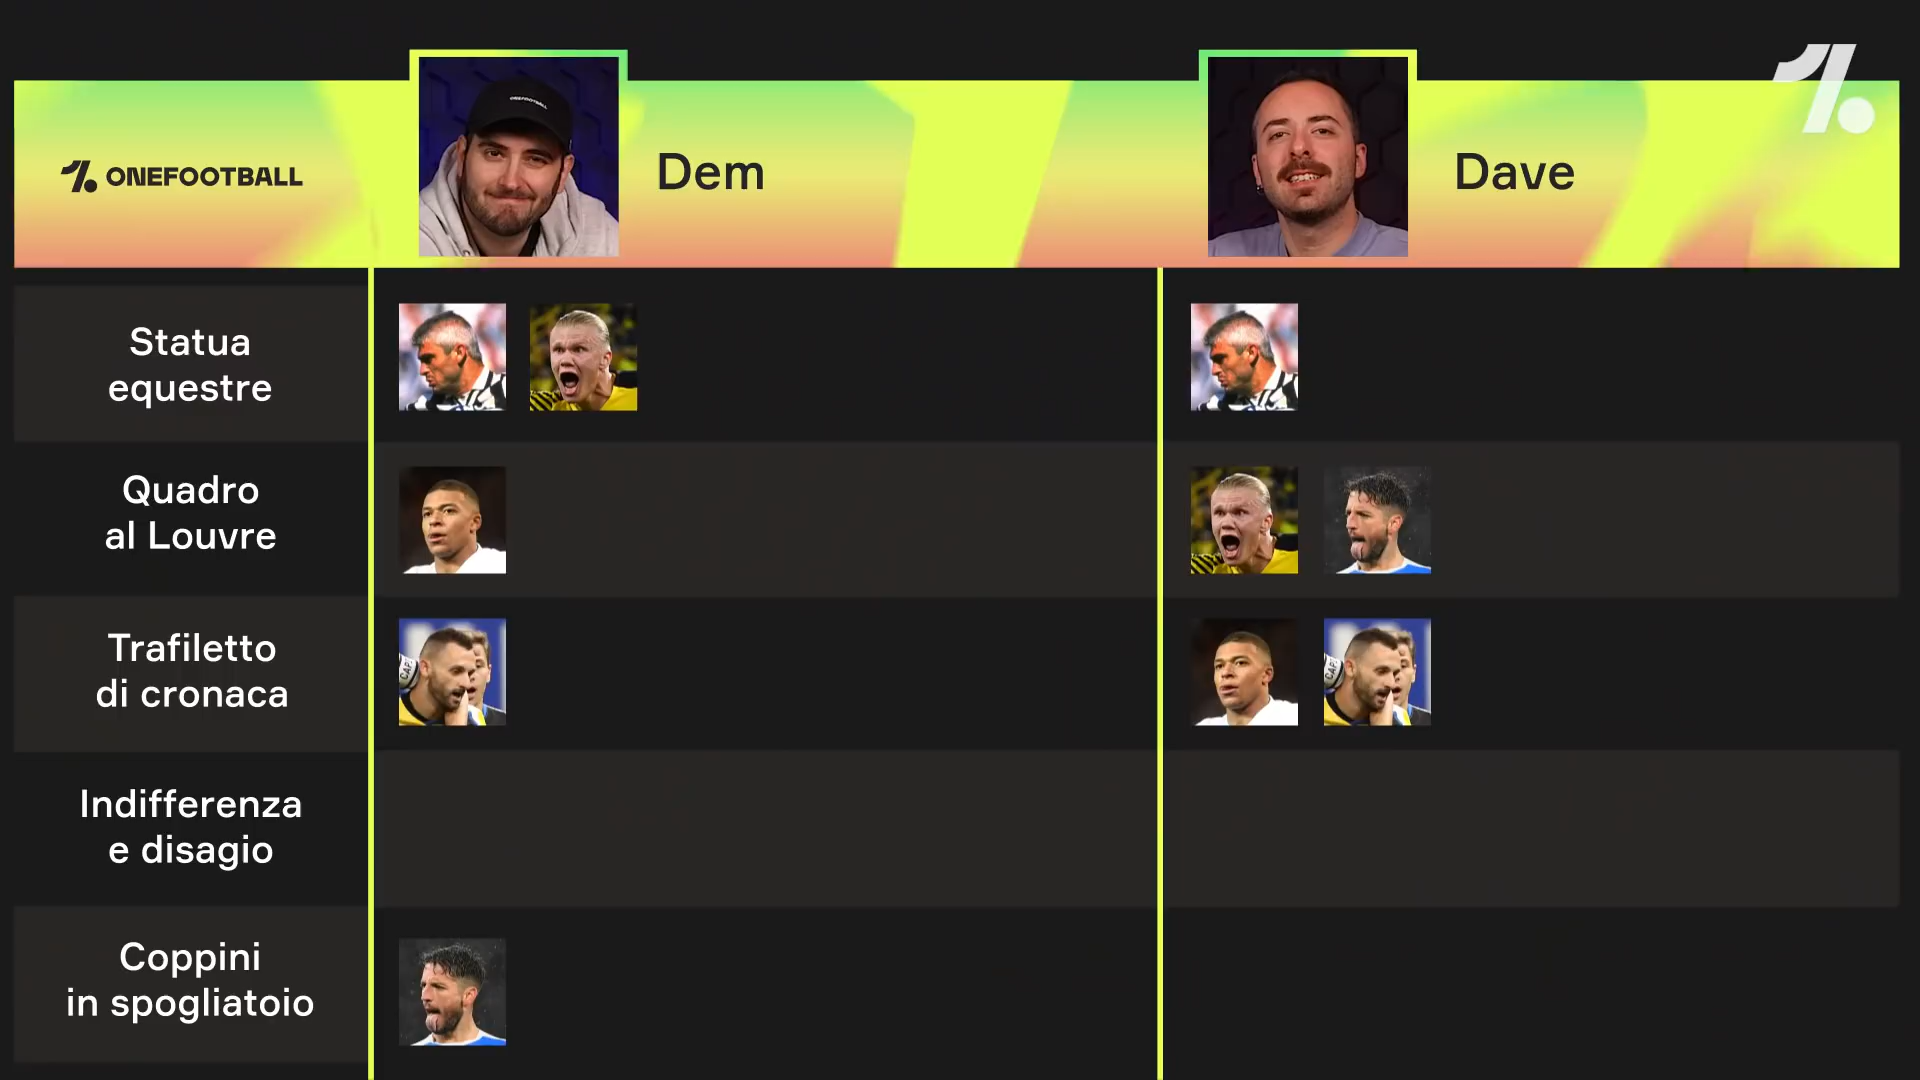 ONEFOOTBALL
Dem
Dave
Statua
equestre
Quadro
al Louvre
Trafiletto
di cronaca
Indifferenza
e disagio
Coppini
in spogliatoio